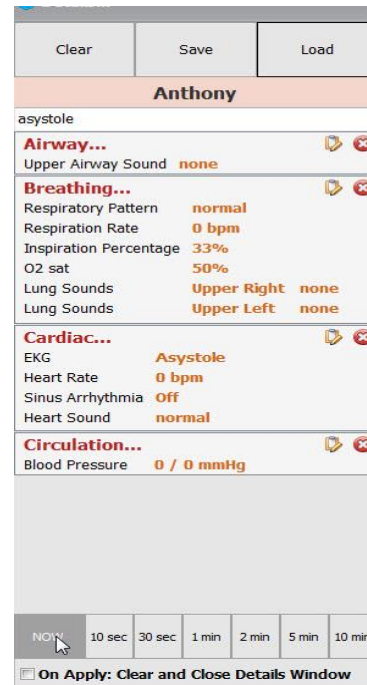 Clear Save Load
Anthony
asystole
Airway...
Upper Airway Sound none
Breathing...
Respiratory Pattern normal
Respiration Rate 0 bpm
Inspiration Percentage 33%
O2 sat 50%
Lung Sounds Upper Right none
Lung Sounds Upper Left none
Cardiac...
EKG Asystole
Heart Rate 0 bpm
Sinus Arrhythmia Off
Heart Sound normal
Circulation...
Blood Pressure 0 / 0 mmHg
NOW 10 sec 30 sec 1 min 2 min 5 min 10 min
On Apply: Clear and Close Details Window